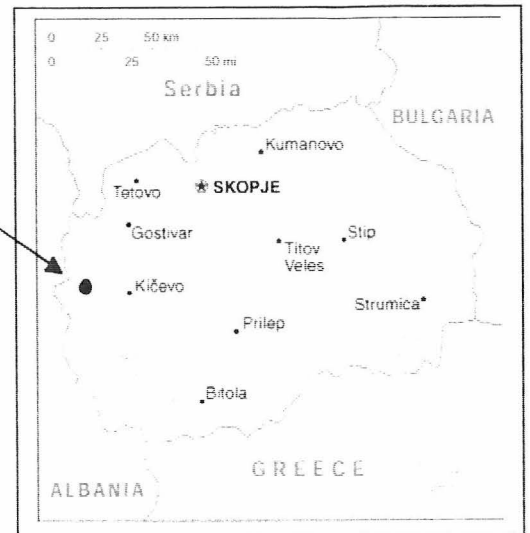 0 25 50 km
0 25 50 mi
Serbia
BULGARIA
Kumanovo
Tetovo
SKOPJE
Gostivar
Stip
Titov
Veles
Kičevo
Strumica
Prilep
Bitola
GREECE
ALBANIA